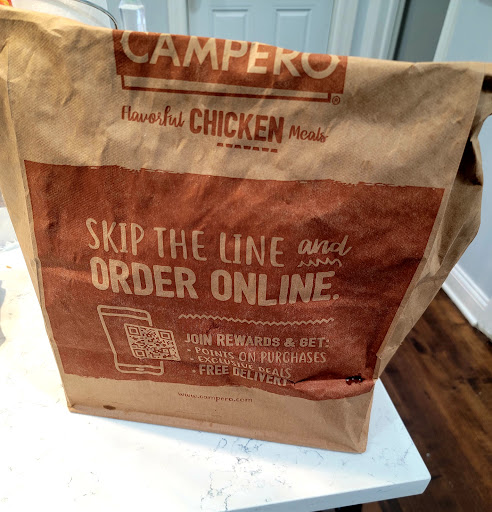 CAMPERO
®
Flavorful CHICKEN Meals
SKIP THE LINE and
ORDER ONLINE.
JOIN REWARDS & GET:
· POINTS ON PURCHASES
· EXCLUSIVE DEALS
· FREE DELIVERY
www.campero.com